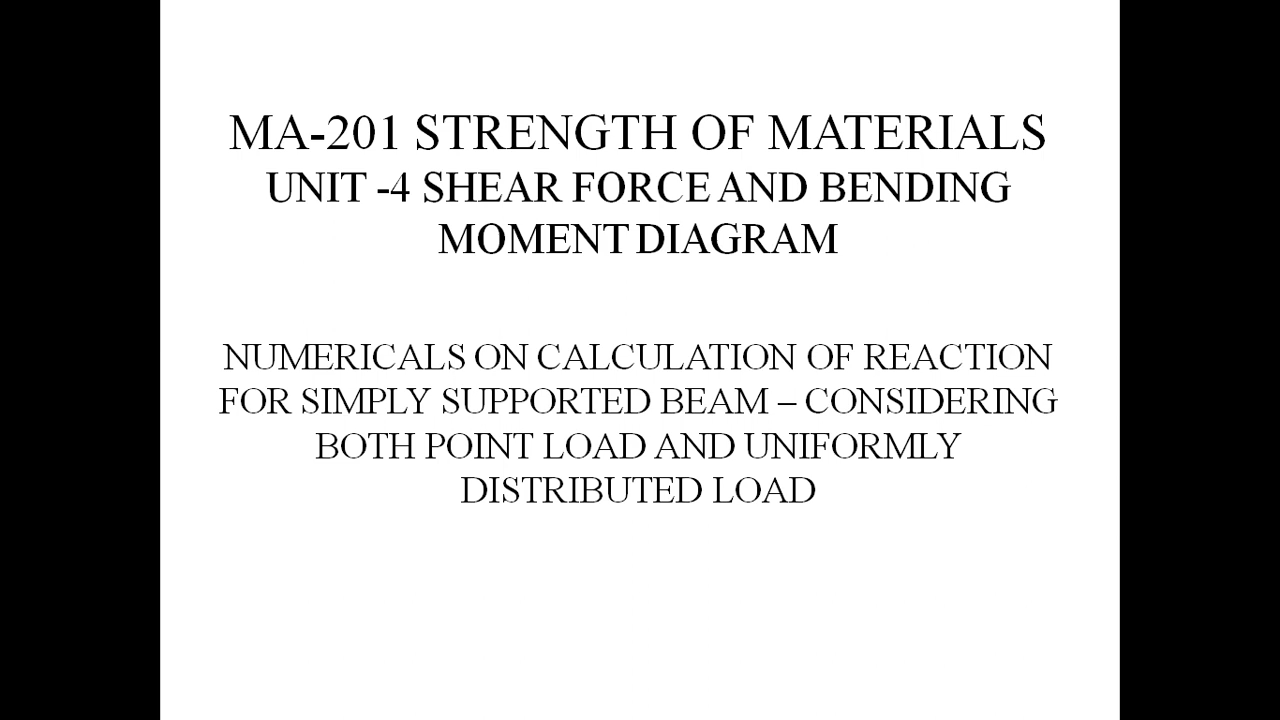 MA-201 STRENGTH OF MATERIALS
UNIT -4 SHEAR FORCE AND BENDING
MOMENT DIAGRAM
NUMERICALS ON CALCULATION OF REACTION
FOR SIMPLY SUPPORTED BEAM – CONSIDERING
BOTH POINT LOAD AND UNIFORMLY
DISTRIBUTED LOAD